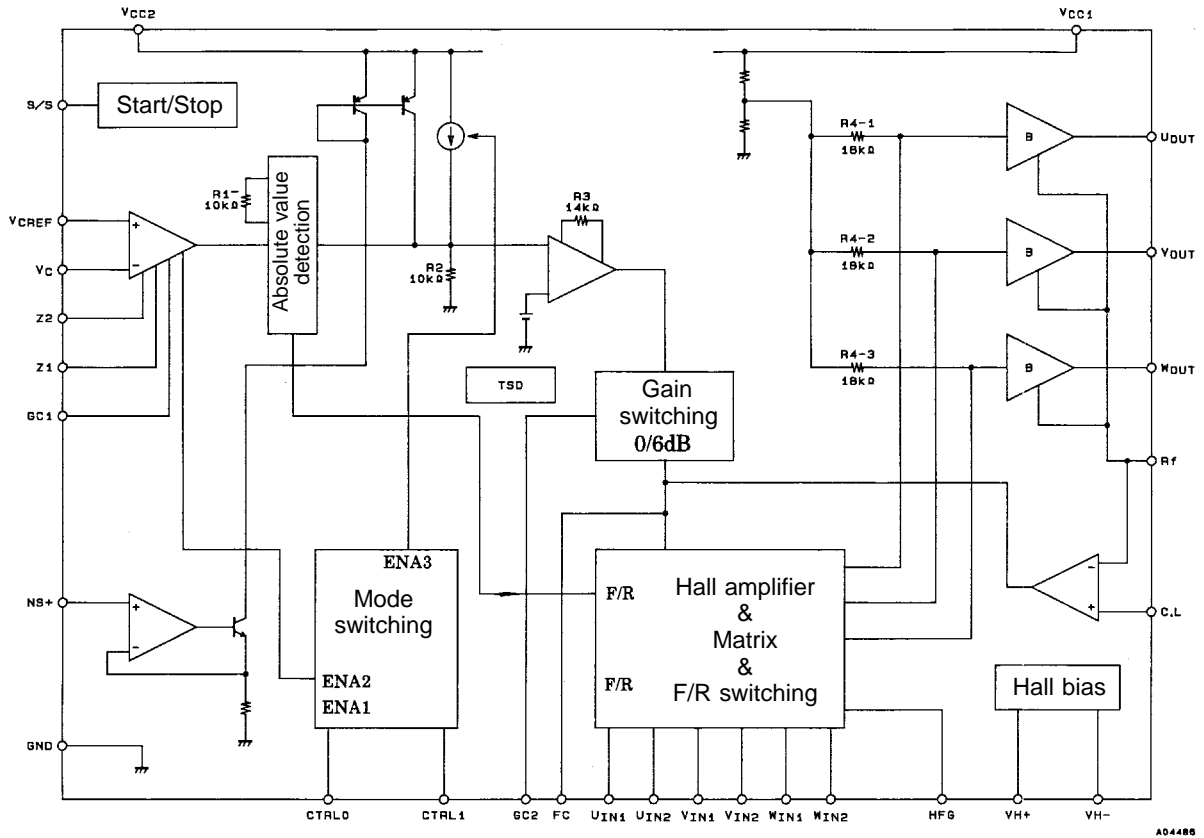 VCC2
VCC1
S/S
Start/Stop
R4-1
18kΩ
B
UOUT
R1
10kΩ
Absolute value
detection
R3
14kΩ
VCREF
+
VC
−
R2
10kΩ
R4-2
18kΩ
B
VOUT
Z2
Z1
TSD
Gain
switching
0/6dB
R4-3
18kΩ
B
WOUT
GC1
Rf
ENA3
Mode
switching
ENA2
ENA1
F/R
F/R
Hall amplifier
&
Matrix
&
F/R switching
−
+
C.L
NS+
+
−
Hall bias
GND
CTRL0
CTRL1
GC2
FC
UIN1
UIN2
VIN1
VIN2
WIN1
WIN2
HFG
VH+
VH-
A04486